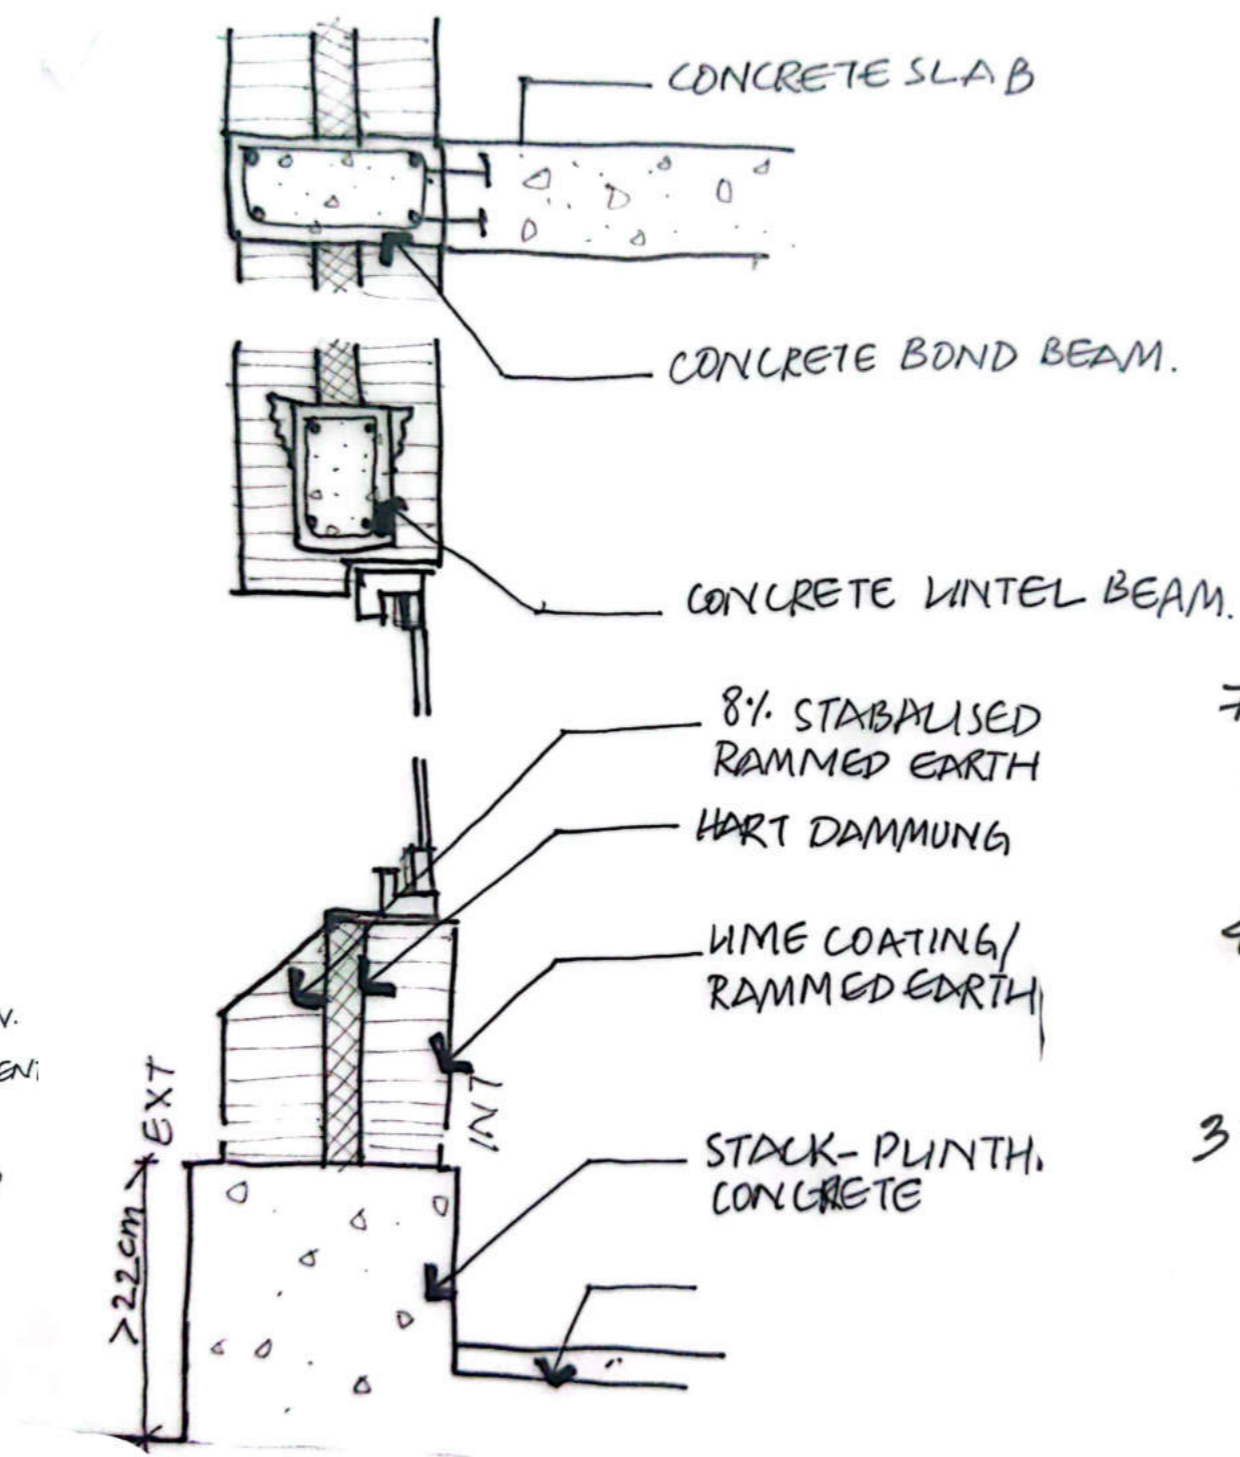 CONCRETE SLAB
CONCRETE BOND BEAM.
CONCRETE LINTEL BEAM.
8% STABALISED
RAMMED EARTH
HART DAMMUNG
LIME COATING/
RAMMED EARTH
EXT
INT
STACK-PLINTH.
CONCRETE
>22cm
3